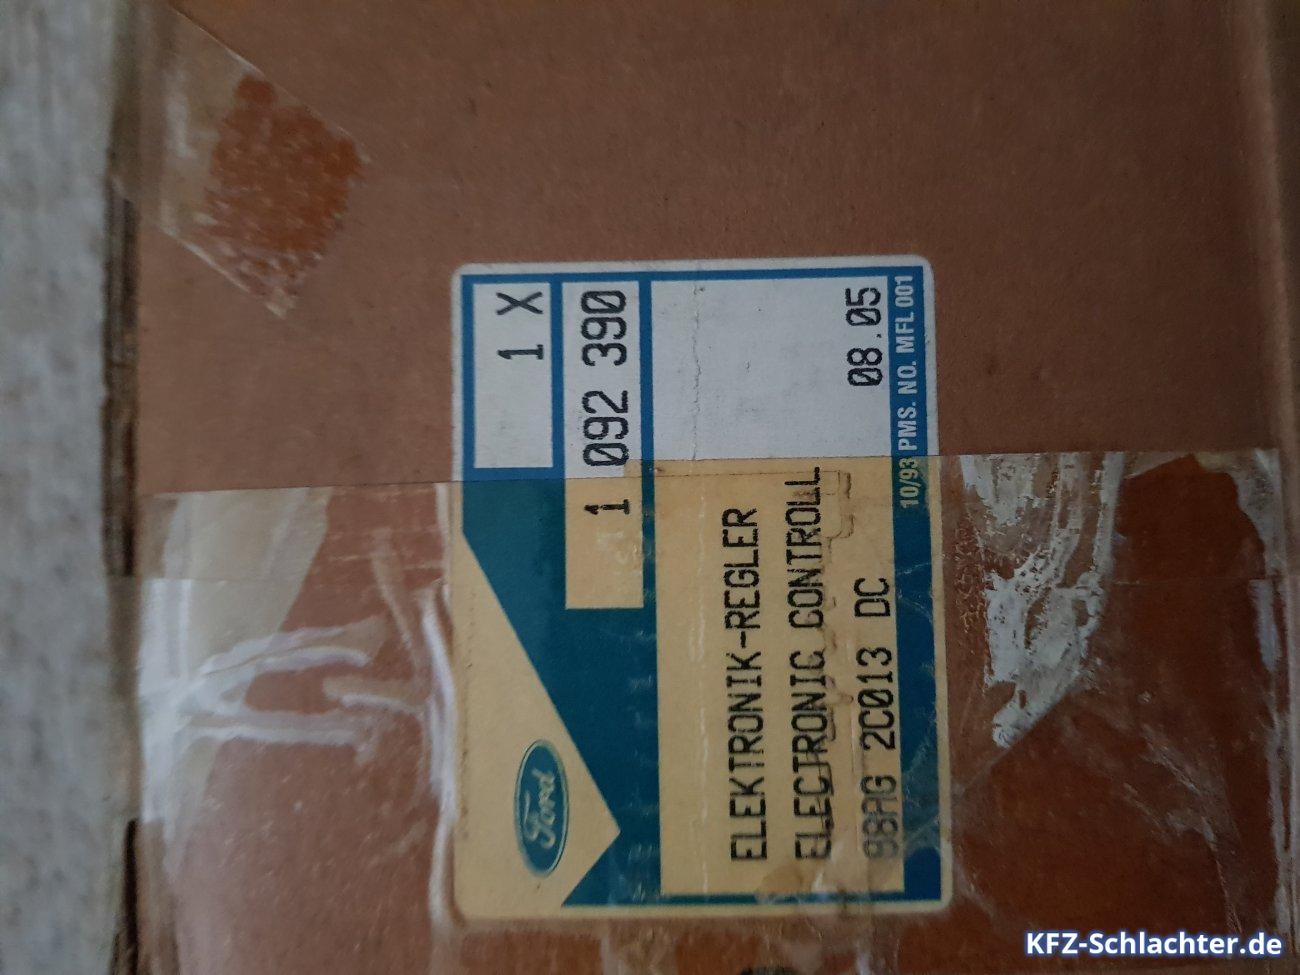 Ford
1 X
1 092 390
ELEKTRONIK-REGLER
ELECTRONIC CONTROLL
98AG 2C013 DC
08.05
10/93 PMS. NO. MFL 001
KFZ-Schlachter.de